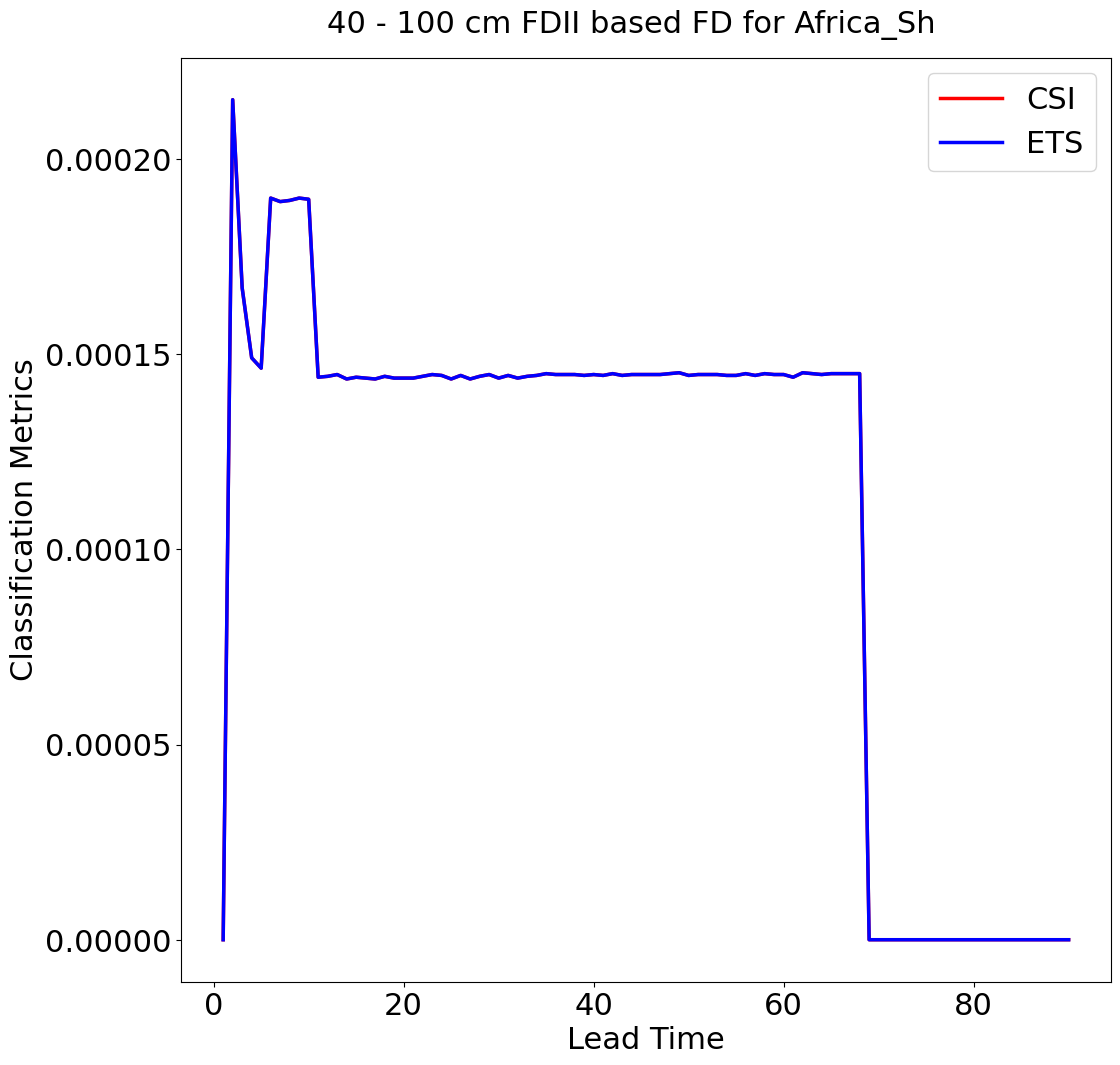 40 - 100 cm FDII based FD for Africa_Sh
CSI
ETS
Classification Metrics
0.00020
0.00015
0.00010
0.00005
0.00000
0 20 40 60 80
Lead Time